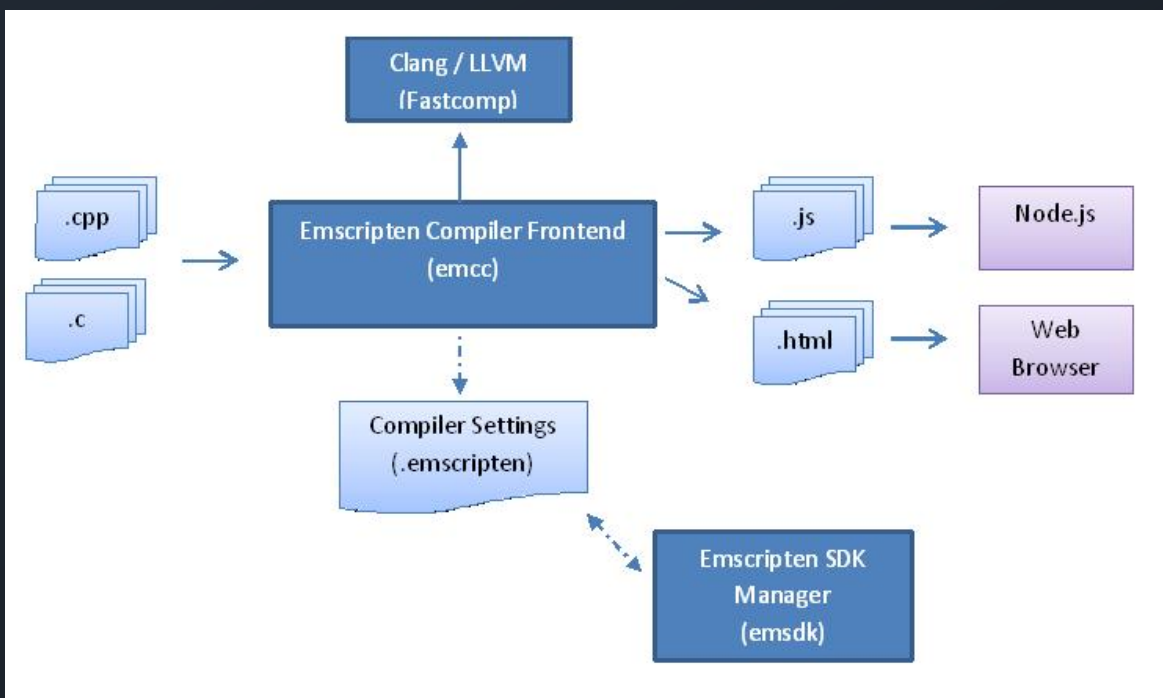 Clang / LLVM
(Fastcomp)
.cpp
.c
Emscripten Compiler Frontend
(emcc)
.js
.html
Node.js
Web
Browser
Compiler Settings
(.emscripten)
Emscripten SDK
Manager
(emsdk)